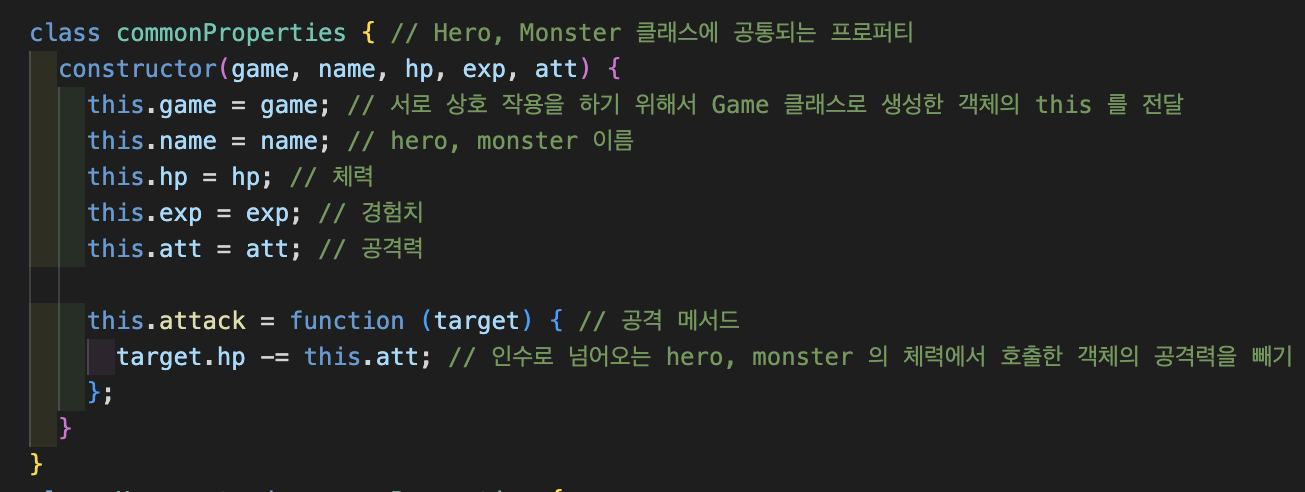 class commonProperties { // Hero, Monster 클래스에 공통되는 프로퍼티
constructor(game, name, hp, exp, att) {
this.game = game; // 서로 상호 작용을 하기 위해서 Game 클래스로 생성한 객체의 this 를 전달
this.name = name; // hero, monster 이름
this.hp = hp; // 체력
this.exp = exp; // 경험치
this.att = att; // 공격력
this.attack = function (target) { // 공격 메서드
target.hp -= this.att; // 인수로 넘어오는 hero, monster 의 체력에서 호출한 객체의 공격력을 빼기
};
}
}